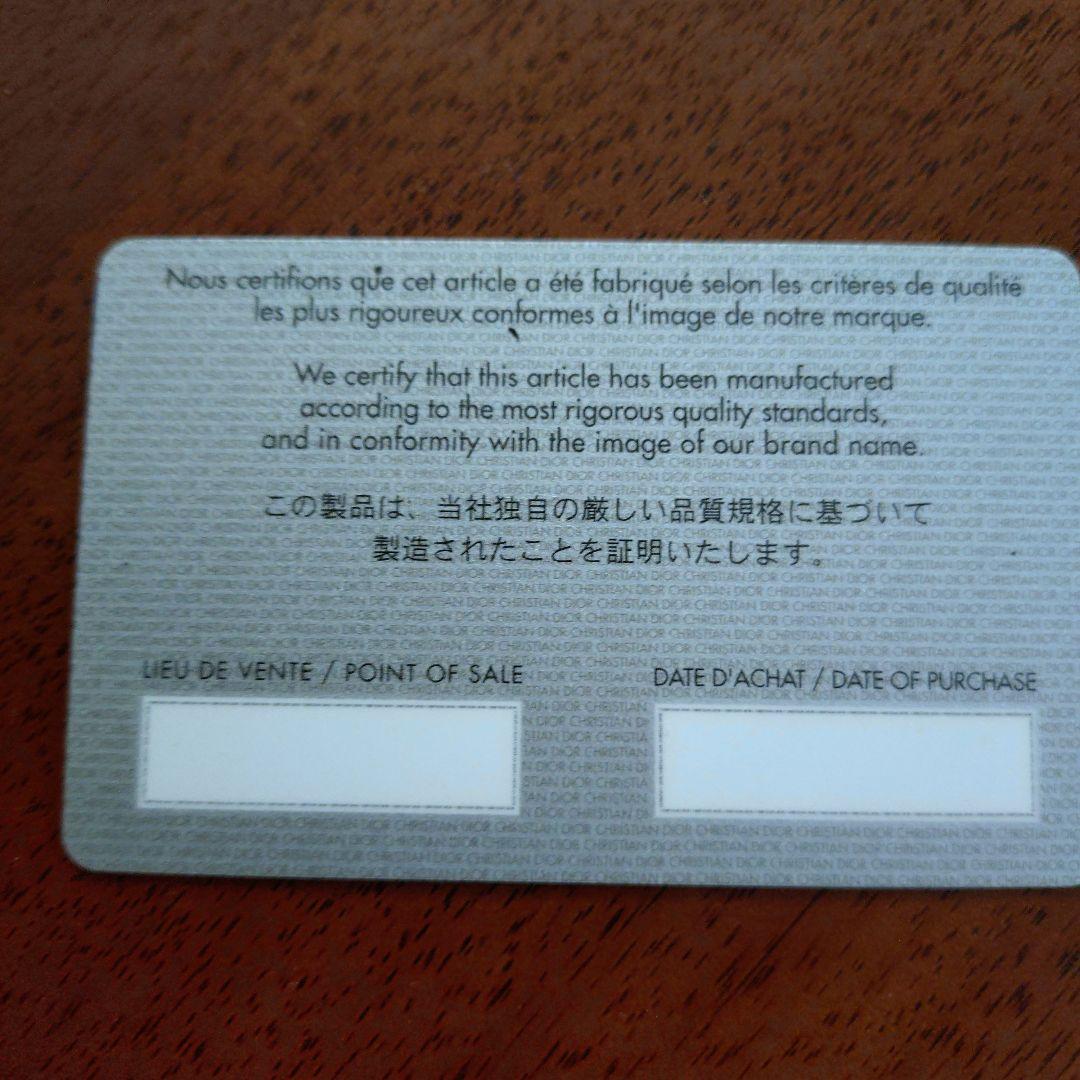 Nous certifions que cet article a été fabriqué selon les critères de qualité
les plus rigoureux conformes à l'image de notre marque.
We certify that this article has been manufactured
according to the most rigorous quality standards,
and in conformity with the image of our brand name.
この製品は、当社独自の厳しい品質規格に基づいて
製造されたことを証明いたします。
LIEU DE VENTE / POINT OF SALE
DATE D'ACHAT / DATE OF PURCHASE